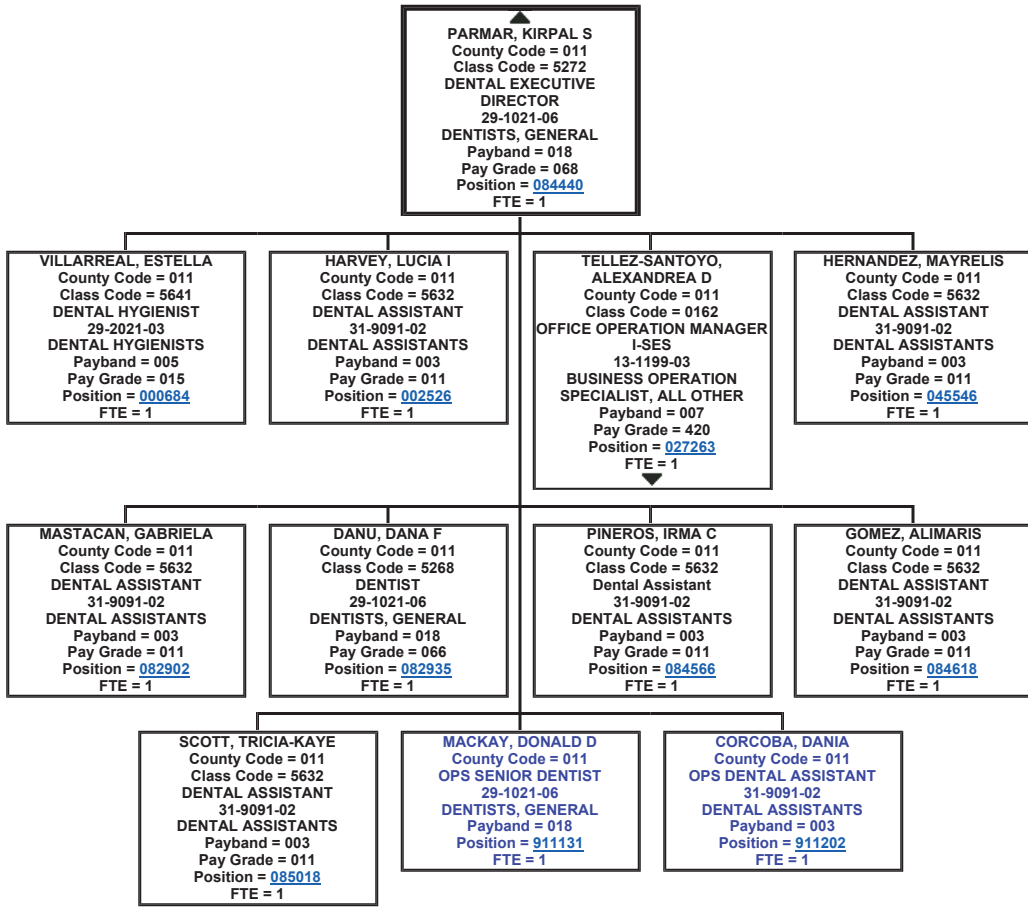 PARMAR, KIRPAL S
County Code = 011
Class Code = 5272
DENTAL EXECUTIVE
DIRECTOR
29-1021-06
DENTISTS, GENERAL
Payband = 018
Pay Grade = 068
Position = 084440
FTE = 1
VILLARREAL, ESTELLA
County Code = 011
Class Code = 5641
DENTAL HYGIENIST
29-2021-03
DENTAL HYGIENISTS
Payband = 005
Pay Grade = 015
Position = 000684
FTE = 1
HARVEY, LUCIA I
County Code = 011
Class Code = 5632
DENTAL ASSISTANT
31-9091-02
DENTAL ASSISTANTS
Payband = 003
Pay Grade = 011
Position = 002526
FTE = 1
TELLEZ-SANTOYO,
ALEXANDREA D
County Code = 011
Class Code = 0162
OFFICE OPERATION MANAGER
I-SES
13-1199-03
BUSINESS OPERATION
SPECIALIST, ALL OTHER
Payband = 007
Pay Grade = 420
Position = 027263
FTE = 1
HERNANDEZ, MAYRELIS
County Code = 011
Class Code = 5632
DENTAL ASSISTANT
31-9091-02
DENTAL ASSISTANTS
Payband = 003
Pay Grade = 011
Position = 045546
FTE = 1
MASTACAN, GABRIELA
County Code = 011
Class Code = 5632
DENTAL ASSISTANT
31-9091-02
DENTAL ASSISTANTS
Payband = 003
Pay Grade = 011
Position = 082902
FTE = 1
DANU, DANA F
County Code = 011
Class Code = 5268
DENTIST
29-1021-06
DENTISTS, GENERAL
Payband = 018
Pay Grade = 066
Position = 082935
FTE = 1
PINEROS, IRMA C
County Code = 011
Class Code = 5632
Dental Assistant
31-9091-02
DENTAL ASSISTANTS
Payband = 003
Pay Grade = 011
Position = 084566
FTE = 1
GOMEZ, ALIMARIS
County Code = 011
Class Code = 5632
DENTAL ASSISTANT
31-9091-02
DENTAL ASSISTANTS
Payband = 003
Pay Grade = 011
Position = 084618
FTE = 1
SCOTT, TRICIA-KAYE
County Code = 011
Class Code = 5632
DENTAL ASSISTANT
31-9091-02
DENTAL ASSISTANTS
Payband = 003
Pay Grade = 011
Position = 085018
FTE = 1
MACKAY, DONALD D
County Code = 011
OPS SENIOR DENTIST
29-1021-06
DENTISTS, GENERAL
Payband = 018
Position = 911131
FTE = 1
CORCOBA, DANIA
County Code = 011
OPS DENTAL ASSISTANT
31-9091-02
DENTAL ASSISTANTS
Payband = 003
Position = 911202
FTE = 1